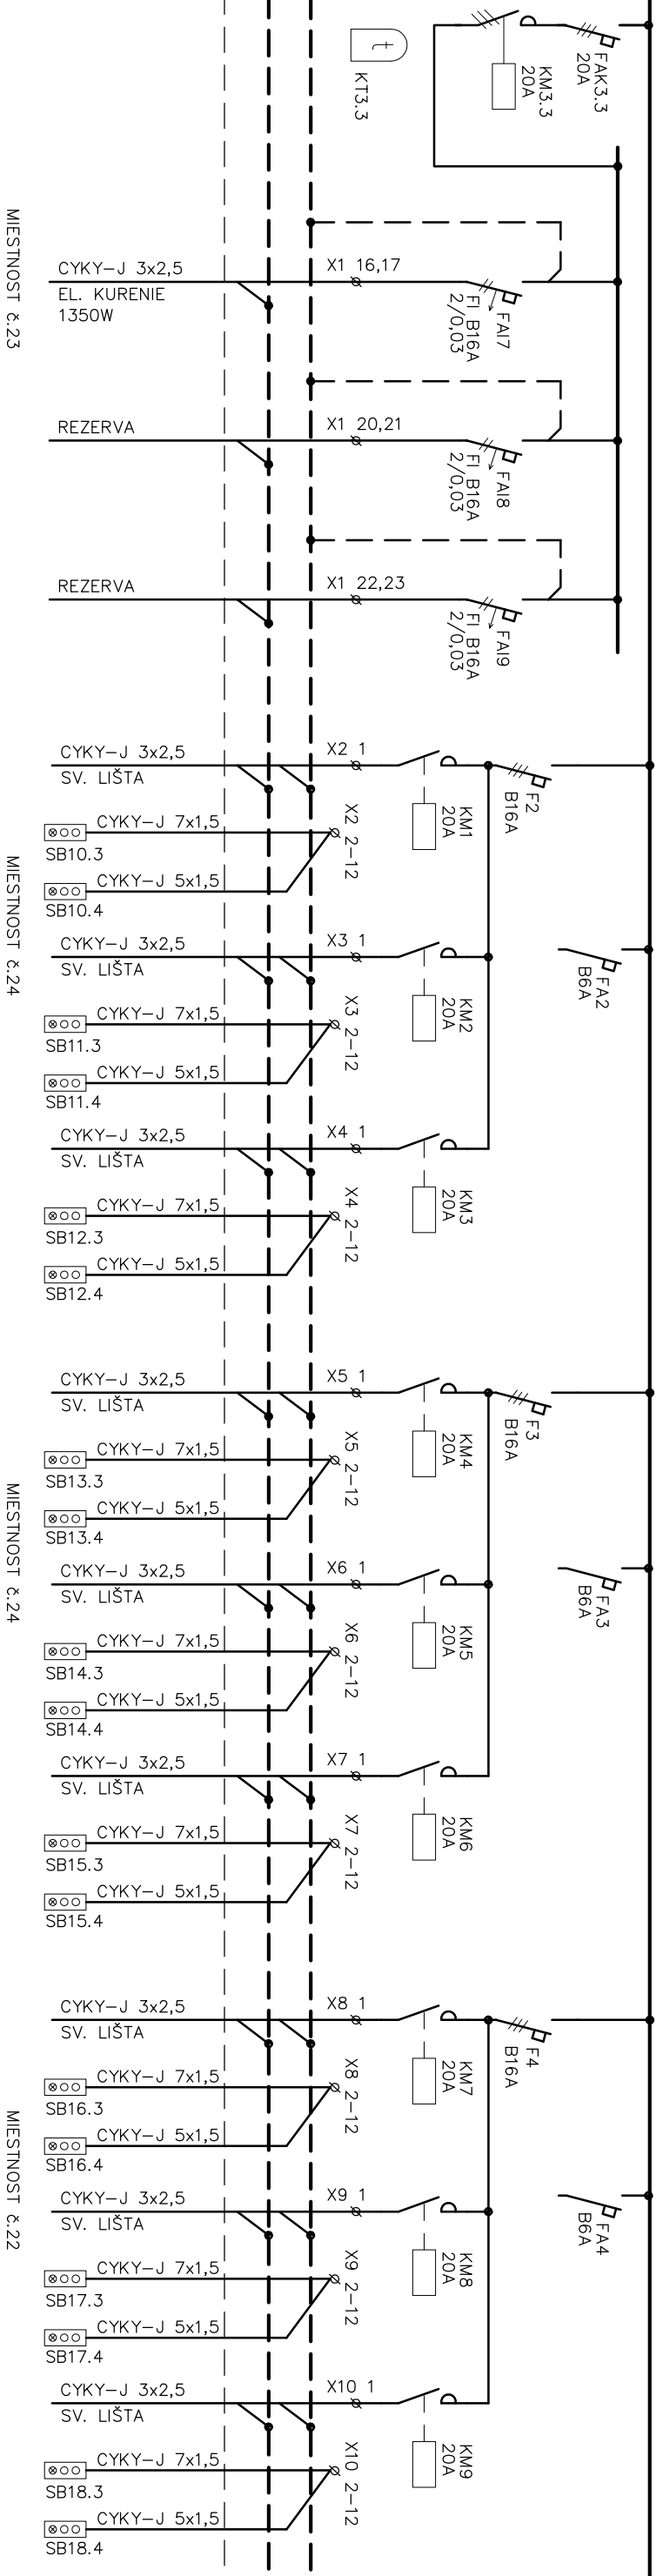 FAK3.3
20A
KM3.3
20A
t
KT3.3
MIESTNOST č.23
CYKY-J 3x2,5
EL. KURENIE
1350W
X1 16,17
FAI7
FI B16A
2/0,03
REZERVA
X1 20,21
FAI8
FI B16A
2/0,03
REZERVA
X1 22,23
FAI9
FI B16A
2/0,03
MIESTNOST č.24
F2
B16A
FA2
B6A
CYKY-J 3x2,5
SV. LIŠTA
X2 1
KM1
20A
X2 2-12
CYKY-J 7x1,5
SB10.3
CYKY-J 5x1,5
SB10.4
CYKY-J 3x2,5
SV. LIŠTA
X3 1
KM2
20A
X3 2-12
CYKY-J 7x1,5
SB11.3
CYKY-J 5x1,5
SB11.4
CYKY-J 3x2,5
SV. LIŠTA
X4 1
KM3
20A
X4 2-12
CYKY-J 7x1,5
SB12.3
CYKY-J 5x1,5
SB12.4
MIESTNOST č.24
F3
B16A
FA3
B6A
CYKY-J 3x2,5
SV. LIŠTA
X5 1
KM4
20A
X5 2-12
CYKY-J 7x1,5
SB13.3
CYKY-J 5x1,5
SB13.4
CYKY-J 3x2,5
SV. LIŠTA
X6 1
KM5
20A
X6 2-12
CYKY-J 7x1,5
SB14.3
CYKY-J 5x1,5
SB14.4
CYKY-J 3x2,5
SV. LIŠTA
X7 1
KM6
20A
X7 2-12
CYKY-J 7x1,5
SB15.3
CYKY-J 5x1,5
SB15.4
MIESTNOST č.22
F4
B16A
FA4
B6A
CYKY-J 3x2,5
SV. LIŠTA
X8 1
KM7
20A
X8 2-12
CYKY-J 7x1,5
SB16.3
CYKY-J 5x1,5
SB16.4
CYKY-J 3x2,5
SV. LIŠTA
X9 1
KM8
20A
X9 2-12
CYKY-J 7x1,5
SB17.3
CYKY-J 5x1,5
SB17.4
CYKY-J 3x2,5
SV. LIŠTA
X10 1
KM9
20A
X10 2-12
CYKY-J 7x1,5
SB18.3
CYKY-J 5x1,5
SB18.4